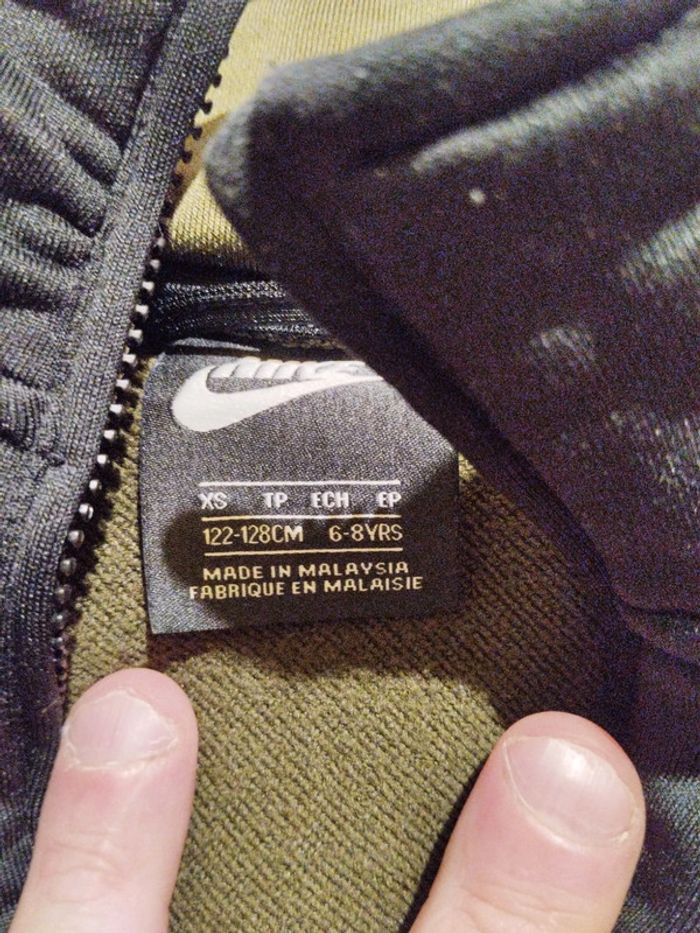 XS TP ECH EP
122-128CM 6-8YRS
MADE IN MALAYSIA
FABRIQUE EN MALAISIE